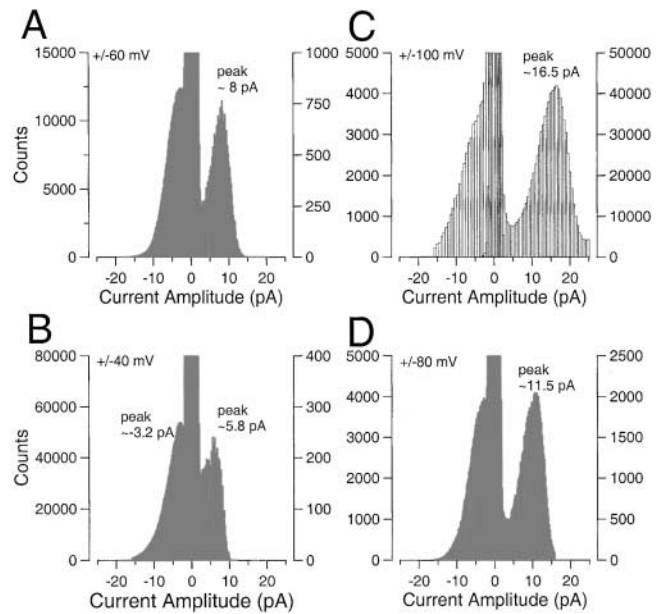 A
+/-60 mV
peak
~ 8 pA
15000
10000
5000
0
1000
750
500
250
0
Counts
-20 -10 0 10 20
Current Amplitude (pA)
C
+/-100 mV
peak
~16.5 pA
5000
4000
3000
2000
1000
0
50000
40000
30000
20000
10000
0
-20 -10 0 10 20
Current Amplitude (pA)
B
+/-40 mV
peak
~-3.2 pA
peak
~5.8 pA
80000
60000
40000
20000
0
400
300
200
100
0
Counts
-20 -10 0 10 20
Current Amplitude (pA)
D
+/-80 mV
peak
~11.5 pA
5000
4000
3000
2000
1000
0
2500
2000
1500
1000
500
0
-20 -10 0 10 20
Current Amplitude (pA)